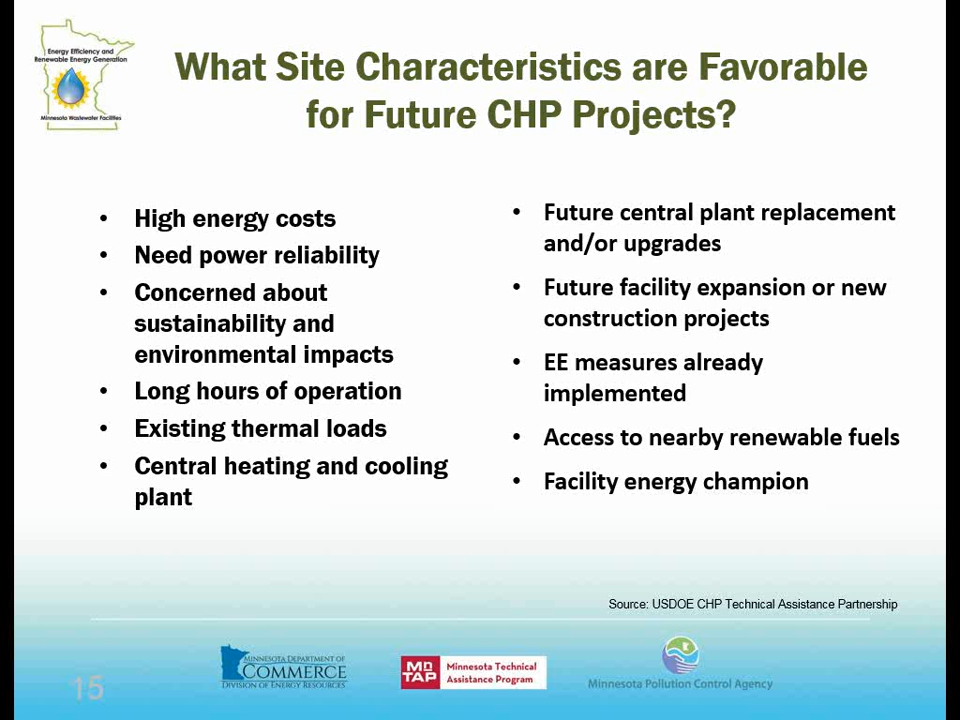 Energy Efficiency and
Renewable Energy Generation
Minnesota Wastewater Facilities
What Site Characteristics are Favorable
for Future CHP Projects?
• High energy costs
• Need power reliability
• Concerned about
sustainability and
environmental impacts
• Long hours of operation
• Existing thermal loads
• Central heating and cooling
plant
• Future central plant replacement
and/or upgrades
• Future facility expansion or new
construction projects
• EE measures already
implemented
• Access to nearby renewable fuels
• Facility energy champion
Source: USDOE CHP Technical Assistance Partnership
15
MINNESOTA DEPARTMENT OF
COMMERCE
DIVISION OF ENERGY RESOURCES
MN
TAP
Minnesota Technical
Assistance Program
Minnesota Pollution Control Agency